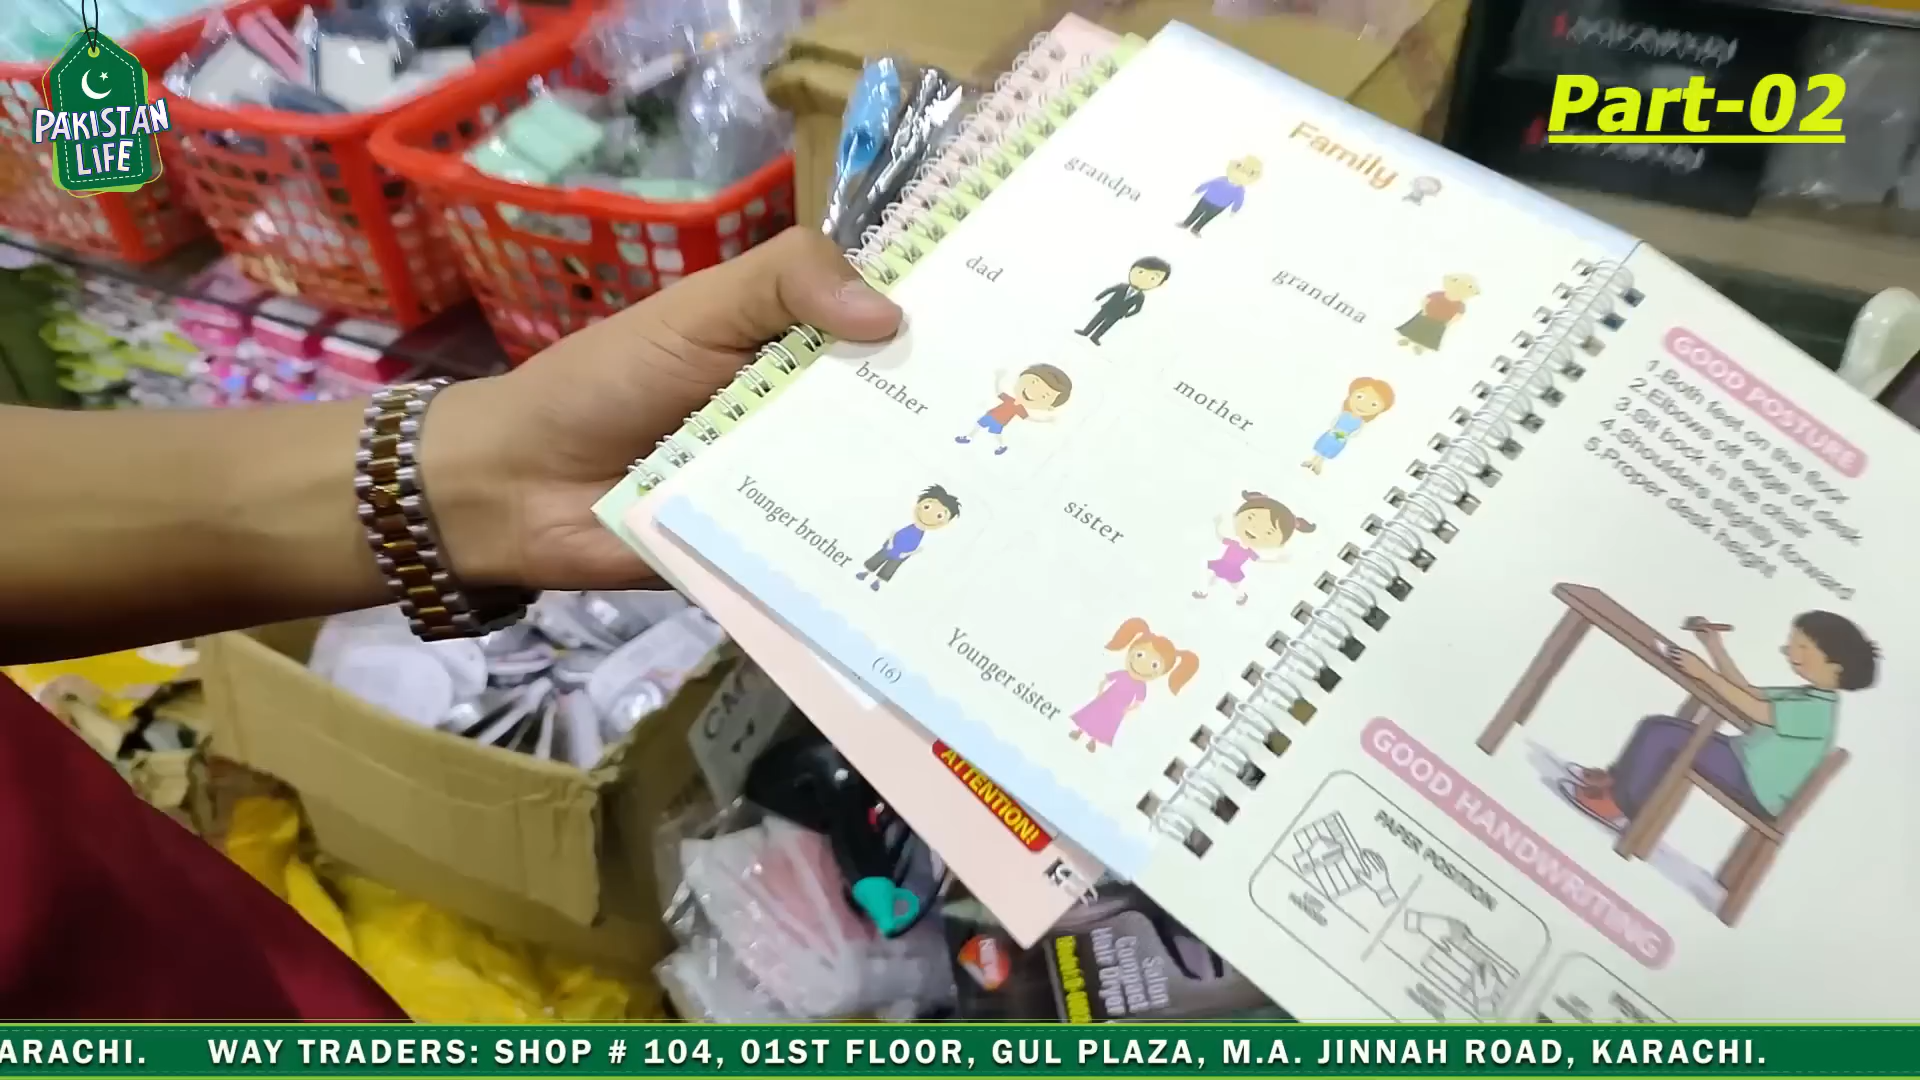 PAKISTAN
LIFE
Part-02
Family
grandpa
grandma
dad
mother
brother
sister
Younger brother
Younger sister
(16)
GOOD POSTURE
1.Both feet on the floor
2.Elbows off edge of desk
3.Sit bock in the chair
4.Shoulders slightly forward
5.Proper desk height
GOOD HANDWRITING
PAPER POSITION
ATTENTION!
NEW
Salon
Compact
Hair Dryer
ARACHI. WAY TRADERS: SHOP # 104, 01ST FLOOR, GUL PLAZA, M.A. JINNAH ROAD, KARACHI.